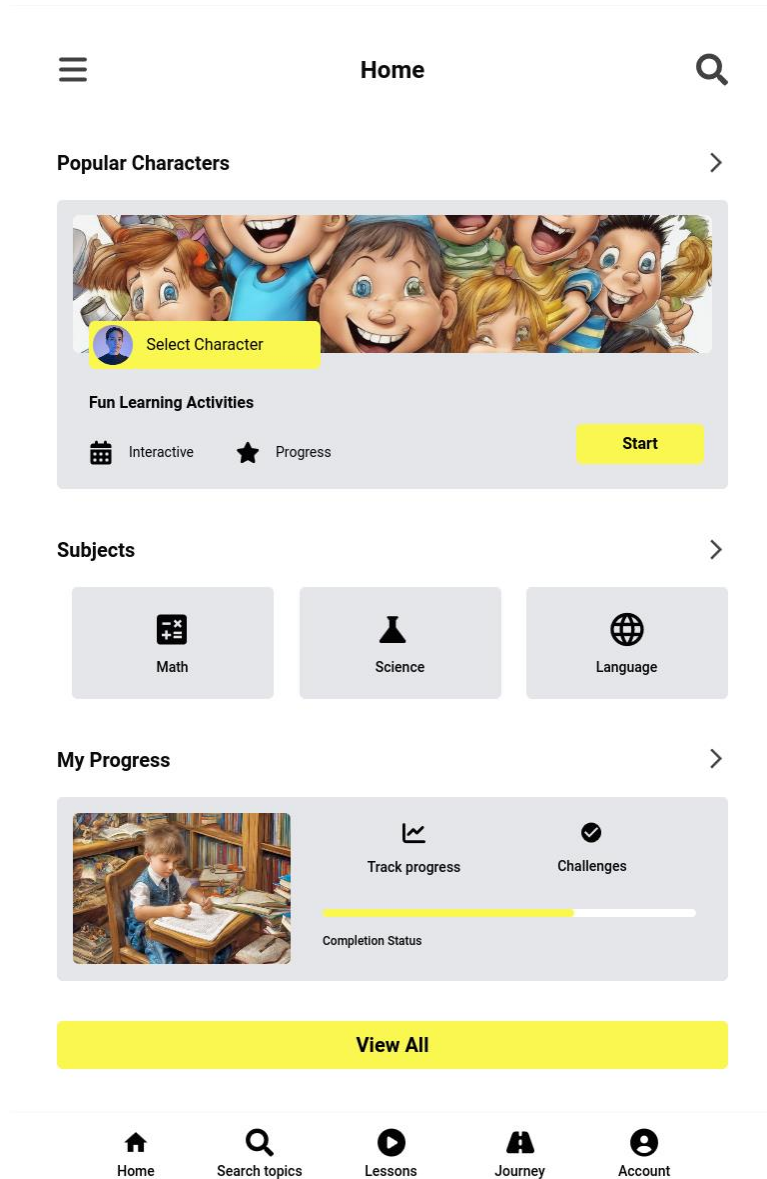 Home
Popular Characters
Select Character
Fun Learning Activities
Interactive
Progress
Start
Subjects
Math
Science
Language
My Progress
Track progress
Challenges
Completion Status
View All
Home
Search topics
Lessons
Journey
Account